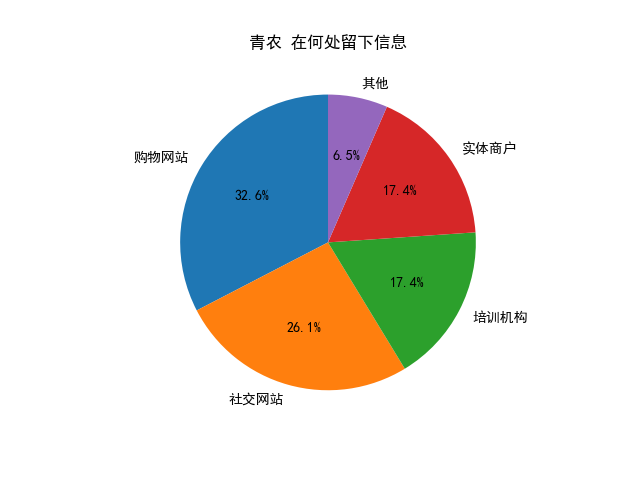 青农 在何处留下信息
其他
购物网站
实体商户
6.5%
32.6%
17.4%
17.4%
26.1%
培训机构
社交网站